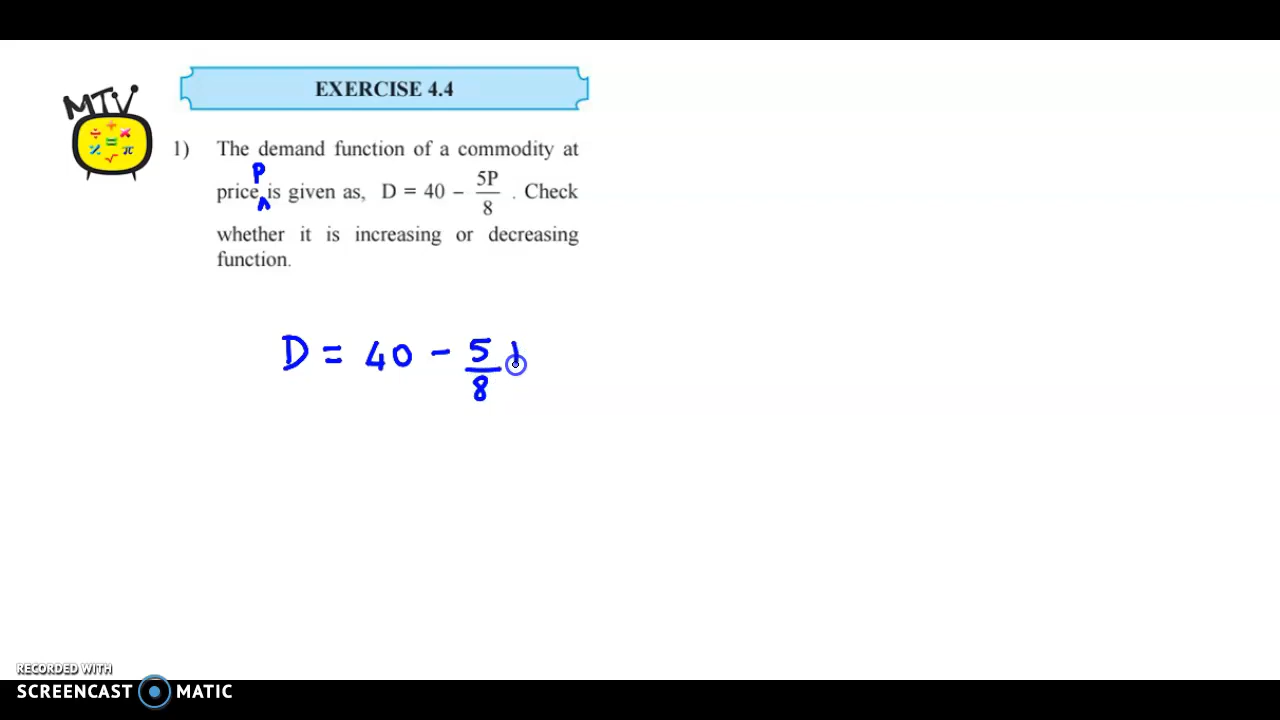 EXERCISE 4.4
MTV
÷ + × = % √ π
1) The demand function of a commodity at
price P is given as, D = 40 − 5P/8 . Check
whether it is increasing or decreasing
function.
D = 40 − 5/8
RECORDED WITH
SCREENCAST MATIC